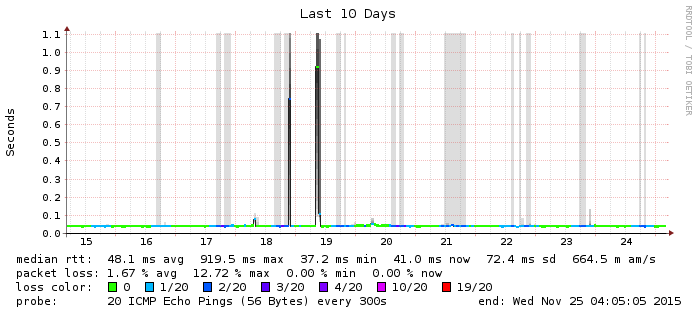 Last 10 Days
RRDTOOL / TOBI OETIKER
Seconds
1.1
1.0
0.9
0.8
0.7
0.6
0.5
0.4
0.3
0.2
0.1
0.0
15 16 17 18 19 20 21 22 23 24
median rtt: 48.1 ms avg 919.5 ms max 37.2 ms min 41.0 ms now 72.4 ms sd 664.5 m am/s
packet loss: 1.67 % avg 12.72 % max 0.00 % min 0.00 % now
loss color: 0 1/20 2/20 3/20 4/20 10/20 19/20
probe: 20 ICMP Echo Pings (56 Bytes) every 300s end: Wed Nov 25 04:05:05 2015